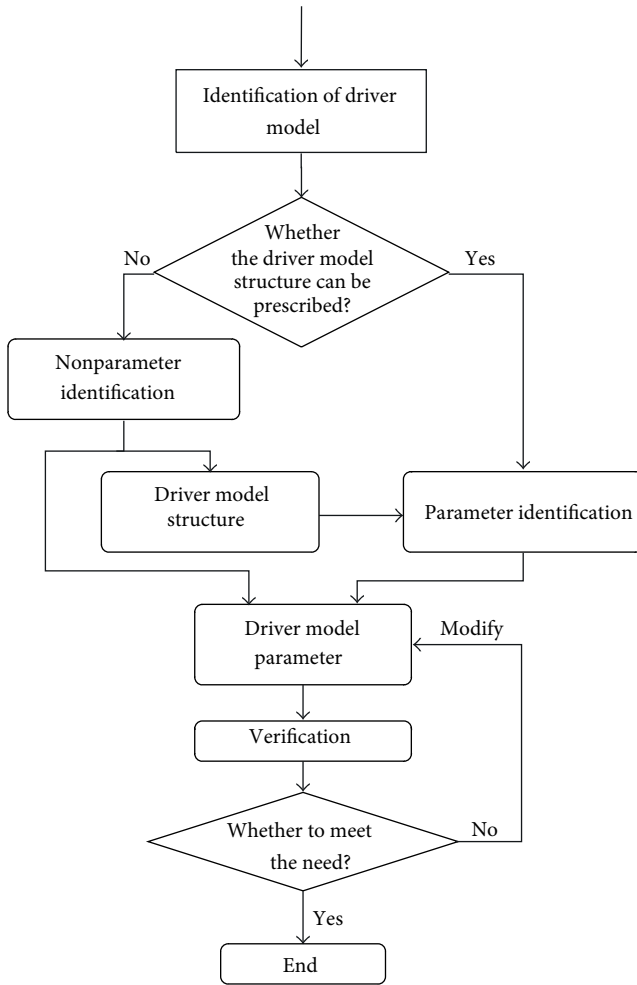 Identification of driver
model
Whether
the driver model
structure can be
prescribed?
No
Yes
Nonparameter
identification
Driver model
structure
Parameter identification
Driver model
parameter
Modify
Verification
Whether to meet
the need?
No
Yes
End